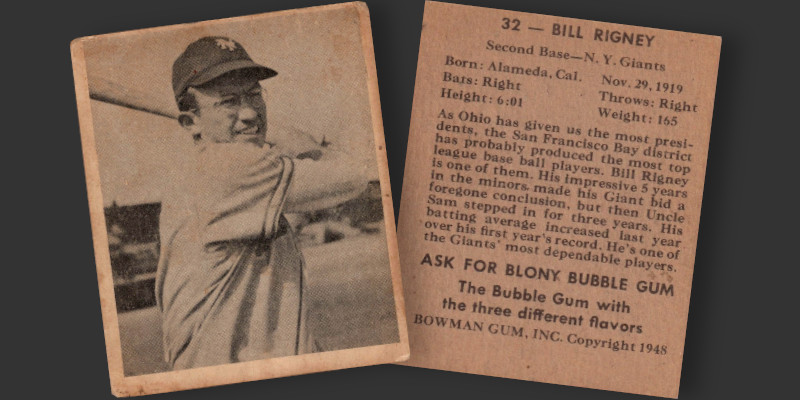 NY
32 — BILL RIGNEY
Second Base—N. Y. Giants
Born: Alameda, Cal. Nov. 29, 1919
Bars: Right Throws: Right
Height: 6:01 Weight: 165
As Ohio has given us the most presi-
dents, the San Francisco Bay district
has probably produced the most top
league base ball players. Bill Rigney
is one of them. His impressive 5 years
in the minors, made his Giant bid a
foregone conclusion, but then Uncle
Sam stepped in for three years. His
batting average increased last year
over his first year's record. He's one of
the Giants' most dependable players.
ASK FOR BLONY BUBBLE GUM
The Bubble Gum with
the three different flavors
BOWMAN GUM, INC. Copyright 1948